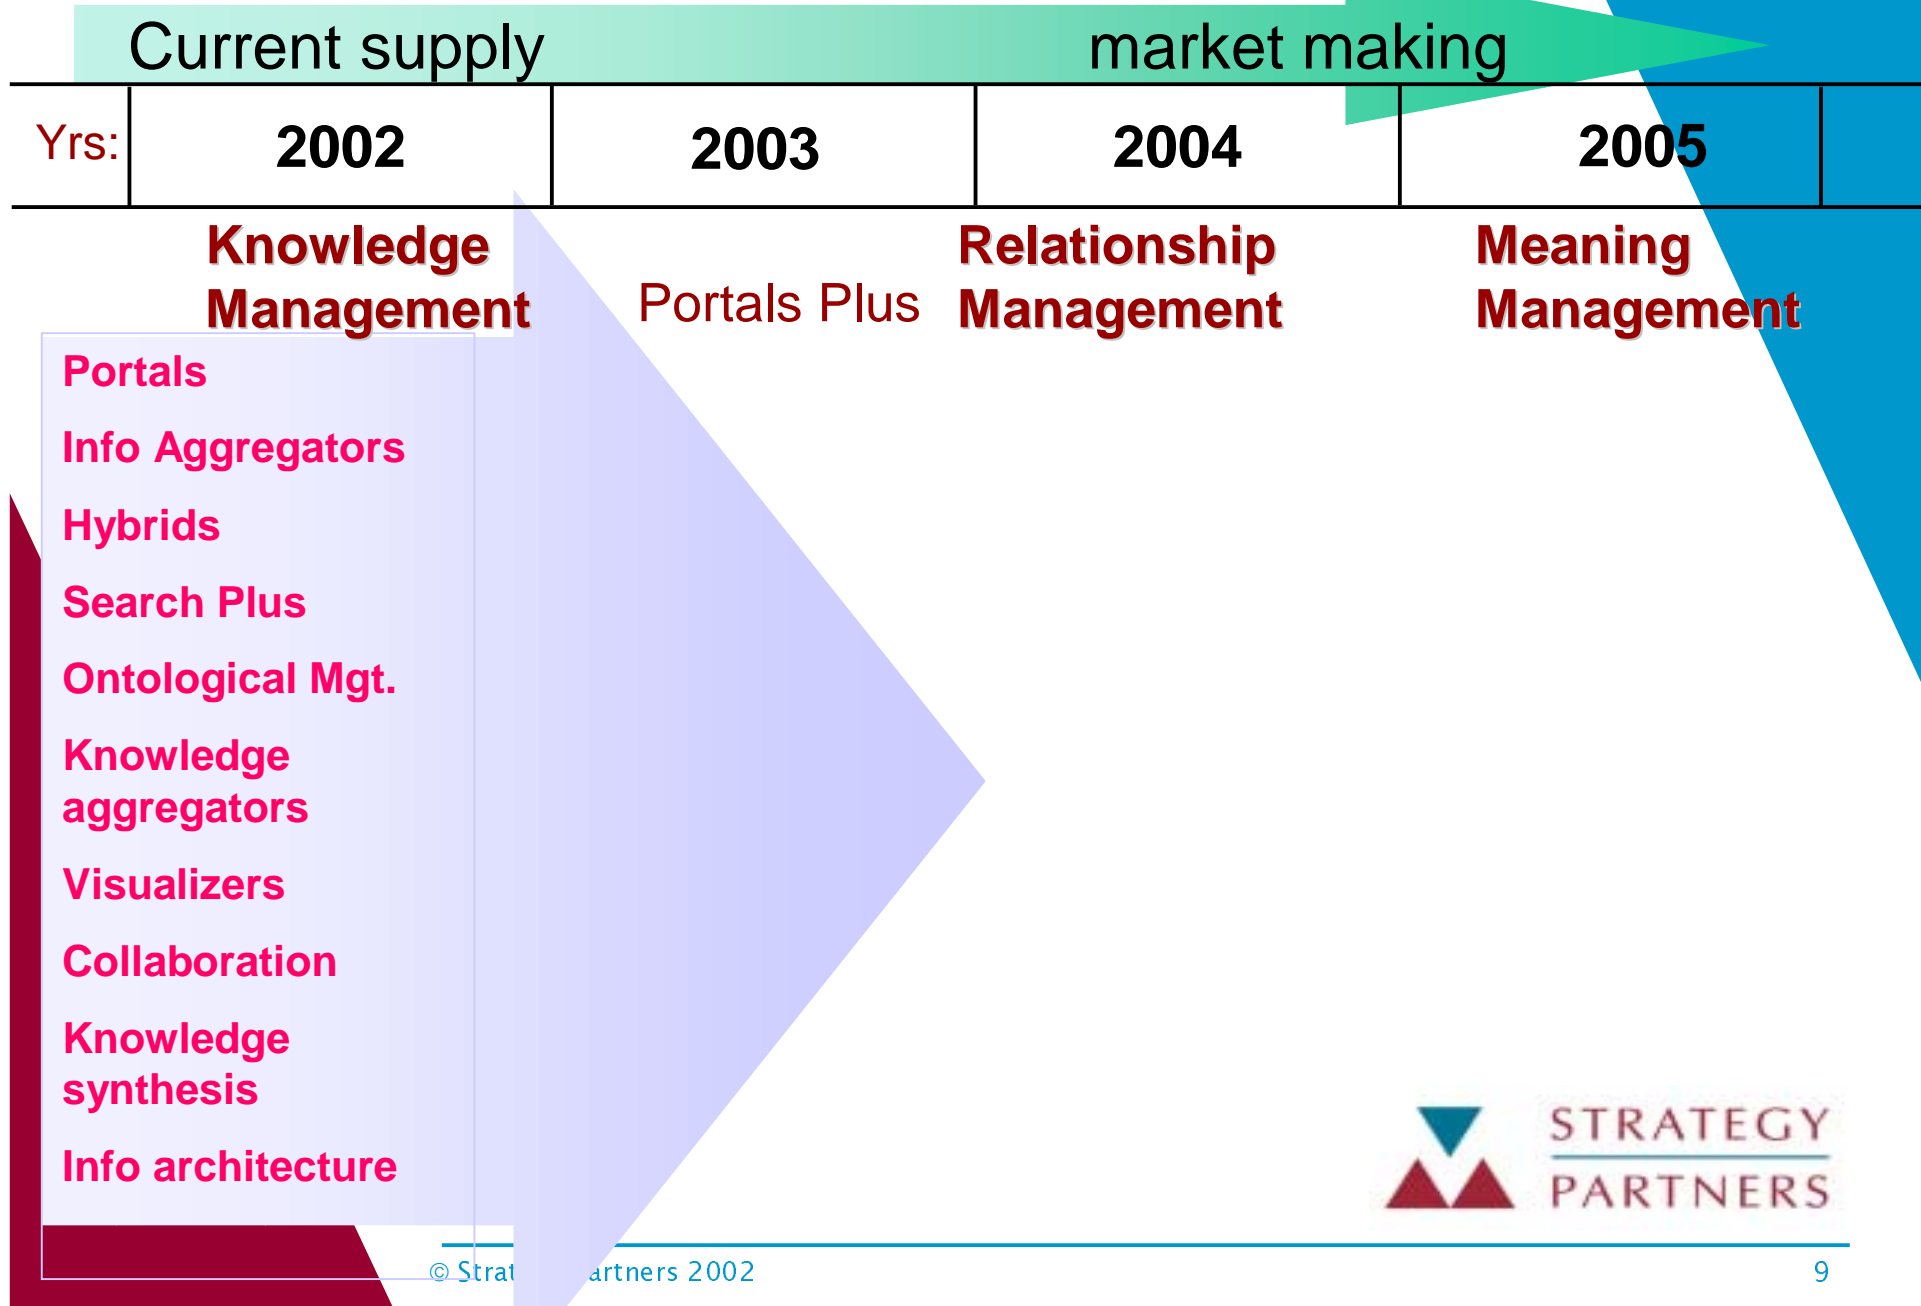 Current supply market making
Yrs: 2002 2003 2004 2005
Knowledge
Management
Portals Plus
Relationship
Management
Meaning
Management
Portals
Info Aggregators
Hybrids
Search Plus
Ontological Mgt.
Knowledge
aggregators
Visualizers
Collaboration
Knowledge
synthesis
Info architecture
STRATEGY
PARTNERS
© Strat artners 2002 9